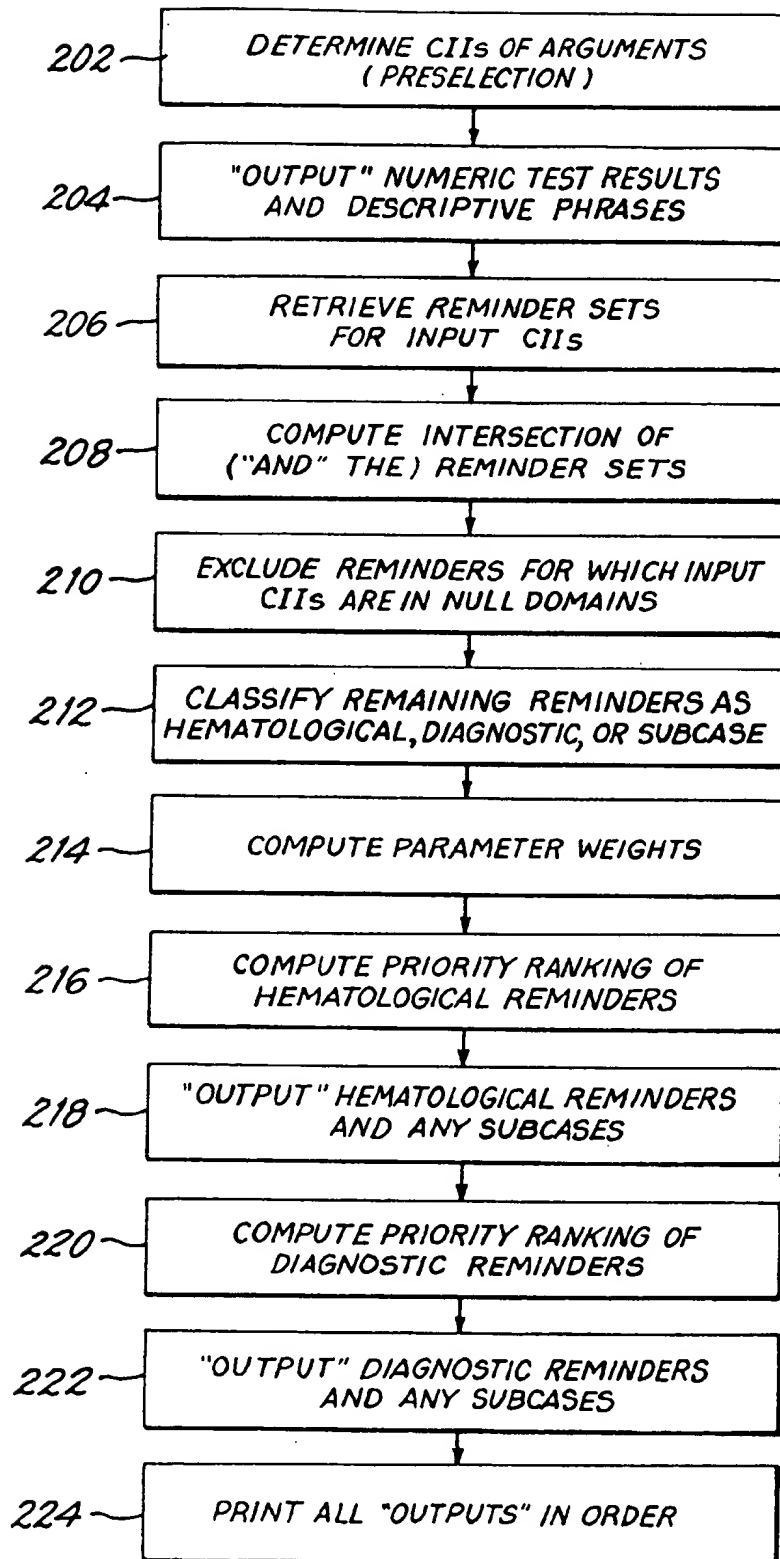 202
DETERMINE CIIs OF ARGUMENTS
(PRESELECTION)
204
"OUTPUT" NUMERIC TEST RESULTS
AND DESCRIPTIVE PHRASES
206
RETRIEVE REMINDER SETS
FOR INPUT CIIs
208
COMPUTE INTERSECTION OF
("AND" THE) REMINDER SETS
210
EXCLUDE REMINDERS FOR WHICH INPUT
CIIs ARE IN NULL DOMAINS
212
CLASSIFY REMAINING REMINDERS AS
HEMATOLOGICAL, DIAGNOSTIC, OR SUBCASE
214
COMPUTE PARAMETER WEIGHTS
216
COMPUTE PRIORITY RANKING OF
HEMATOLOGICAL REMINDERS
218
"OUTPUT" HEMATOLOGICAL REMINDERS
AND ANY SUBCASES
220
COMPUTE PRIORITY RANKING OF
DIAGNOSTIC REMINDERS
222
"OUTPUT" DIAGNOSTIC REMINDERS
AND ANY SUBCASES
224
PRINT ALL "OUTPUTS" IN ORDER